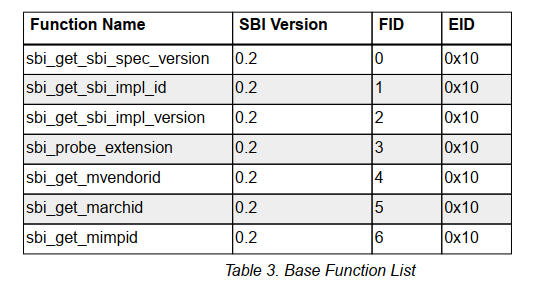 Function Name SBI Version FID EID
sbi_get_sbi_spec_version 0.2 0 0x10
sbi_get_sbi_impl_id 0.2 1 0x10
sbi_get_sbi_impl_version 0.2 2 0x10
sbi_probe_extension 0.2 3 0x10
sbi_get_mvendorid 0.2 4 0x10
sbi_get_marchid 0.2 5 0x10
sbi_get_mimpid 0.2 6 0x10
Table 3. Base Function List